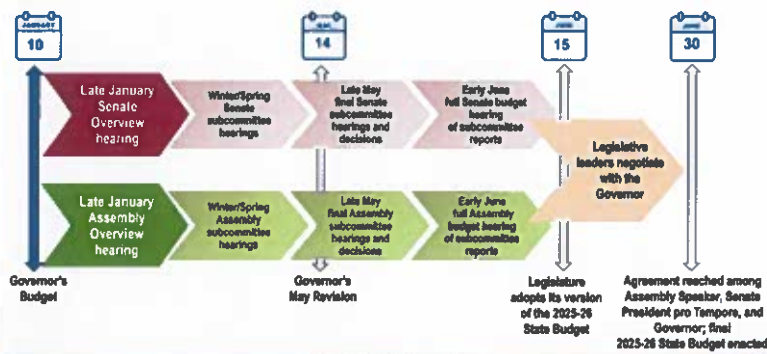 JANUARY
10
MAY
14
JUNE
15
JUNE
30
Late January
Senate
Overview
hearing
Winter/Spring
Senate
subcommittee
hearings
Late May
final Senate
subcommittee
hearings and
decisions
Early June
full Senate budget
hearing
of subcommittee
reports
Legislative
leaders negotiate
with the
Governor
Late January
Assembly
Overview
hearing
Winter/Spring
Assembly
subcommittee
hearings
Late May
final Assembly
subcommittee
hearings and
decisions
Early June
full Assembly
budget hearing
of subcommittee
reports
Governor's
Budget
Governor's
May Revision
Legislature
adopts its version
of the 2025-26
State Budget
Agreement reached among
Assembly Speaker, Senate
President pro Tempore, and
Governor; final
2025-26 State Budget enacted